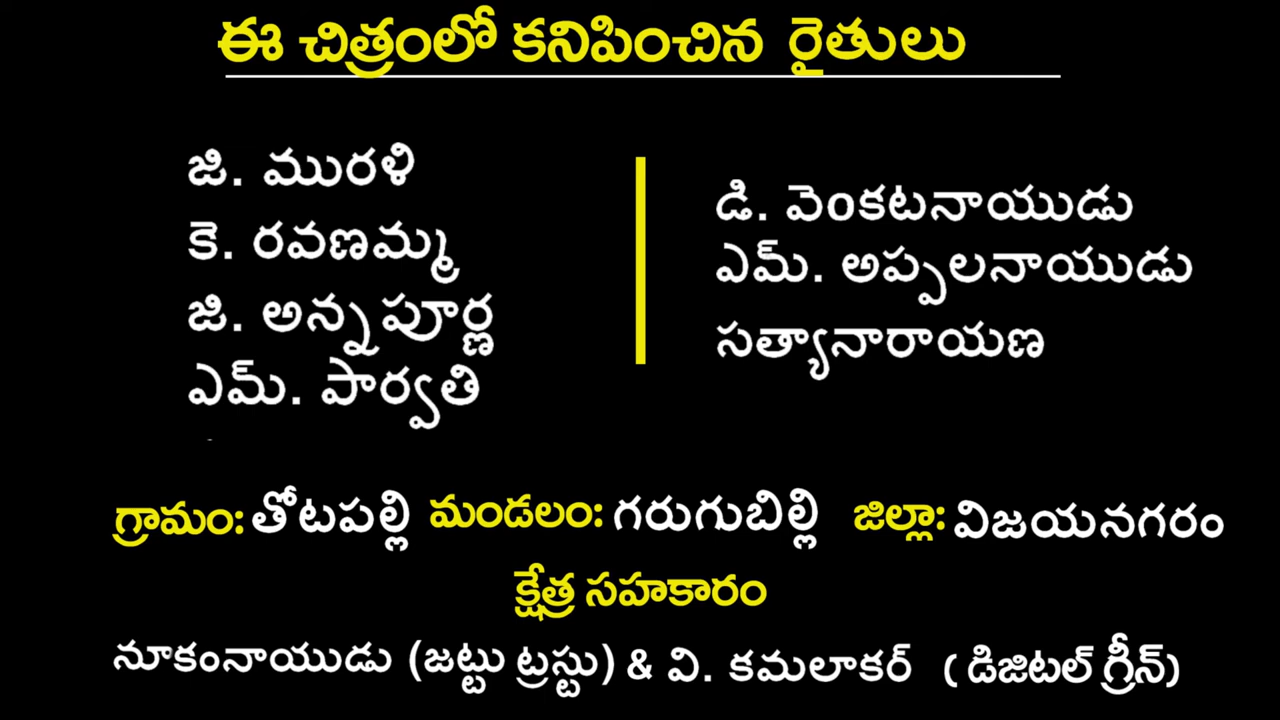 ఈ చిత్రంలో కనిపించిన రైతులు
జి. మురళి
కె. రవణమ్మ
జి. అన్నపూర్ణ
ఎమ్. పార్వతి
డి. వెంకటనాయుడు
ఎమ్. అప్పలనాయుడు
సత్యానారాయణ
గ్రామం: తోటపల్లి మండలం: గరుగుబిల్లి జిల్లా: విజయనగరం
క్షేత్ర సహకారం
నూకంనాయుడు (జట్టు ట్రస్టు) & వి. కమలాకర్ ( డిజిటల్ గ్రీన్)